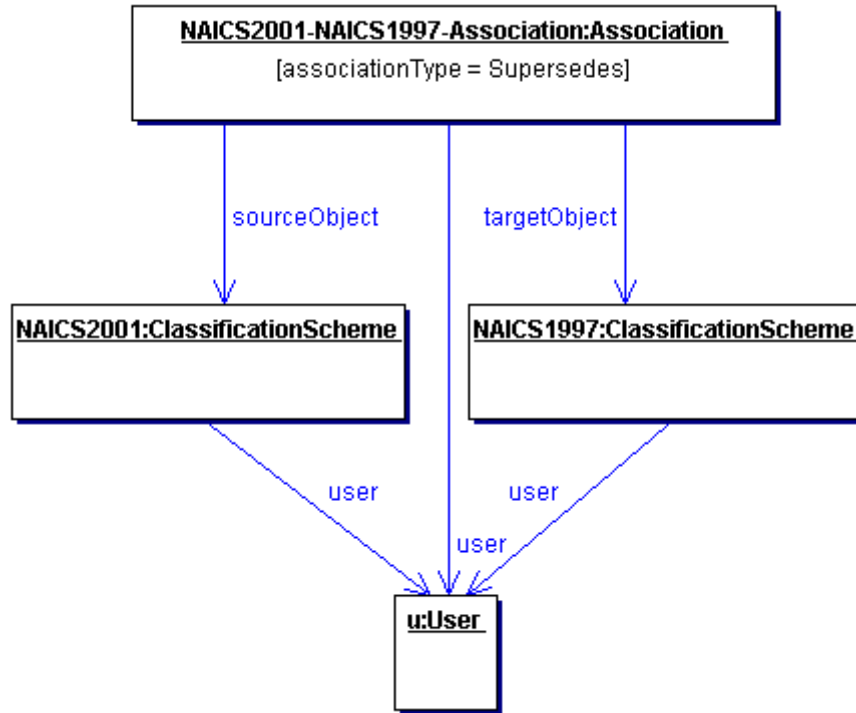 NAICS2001-NAICS1997-Association:Association
[associationType = Supersedes]
sourceObject
targetObject
NAICS2001:ClassificationScheme
NAICS1997:ClassificationScheme
user
user
user
u:User